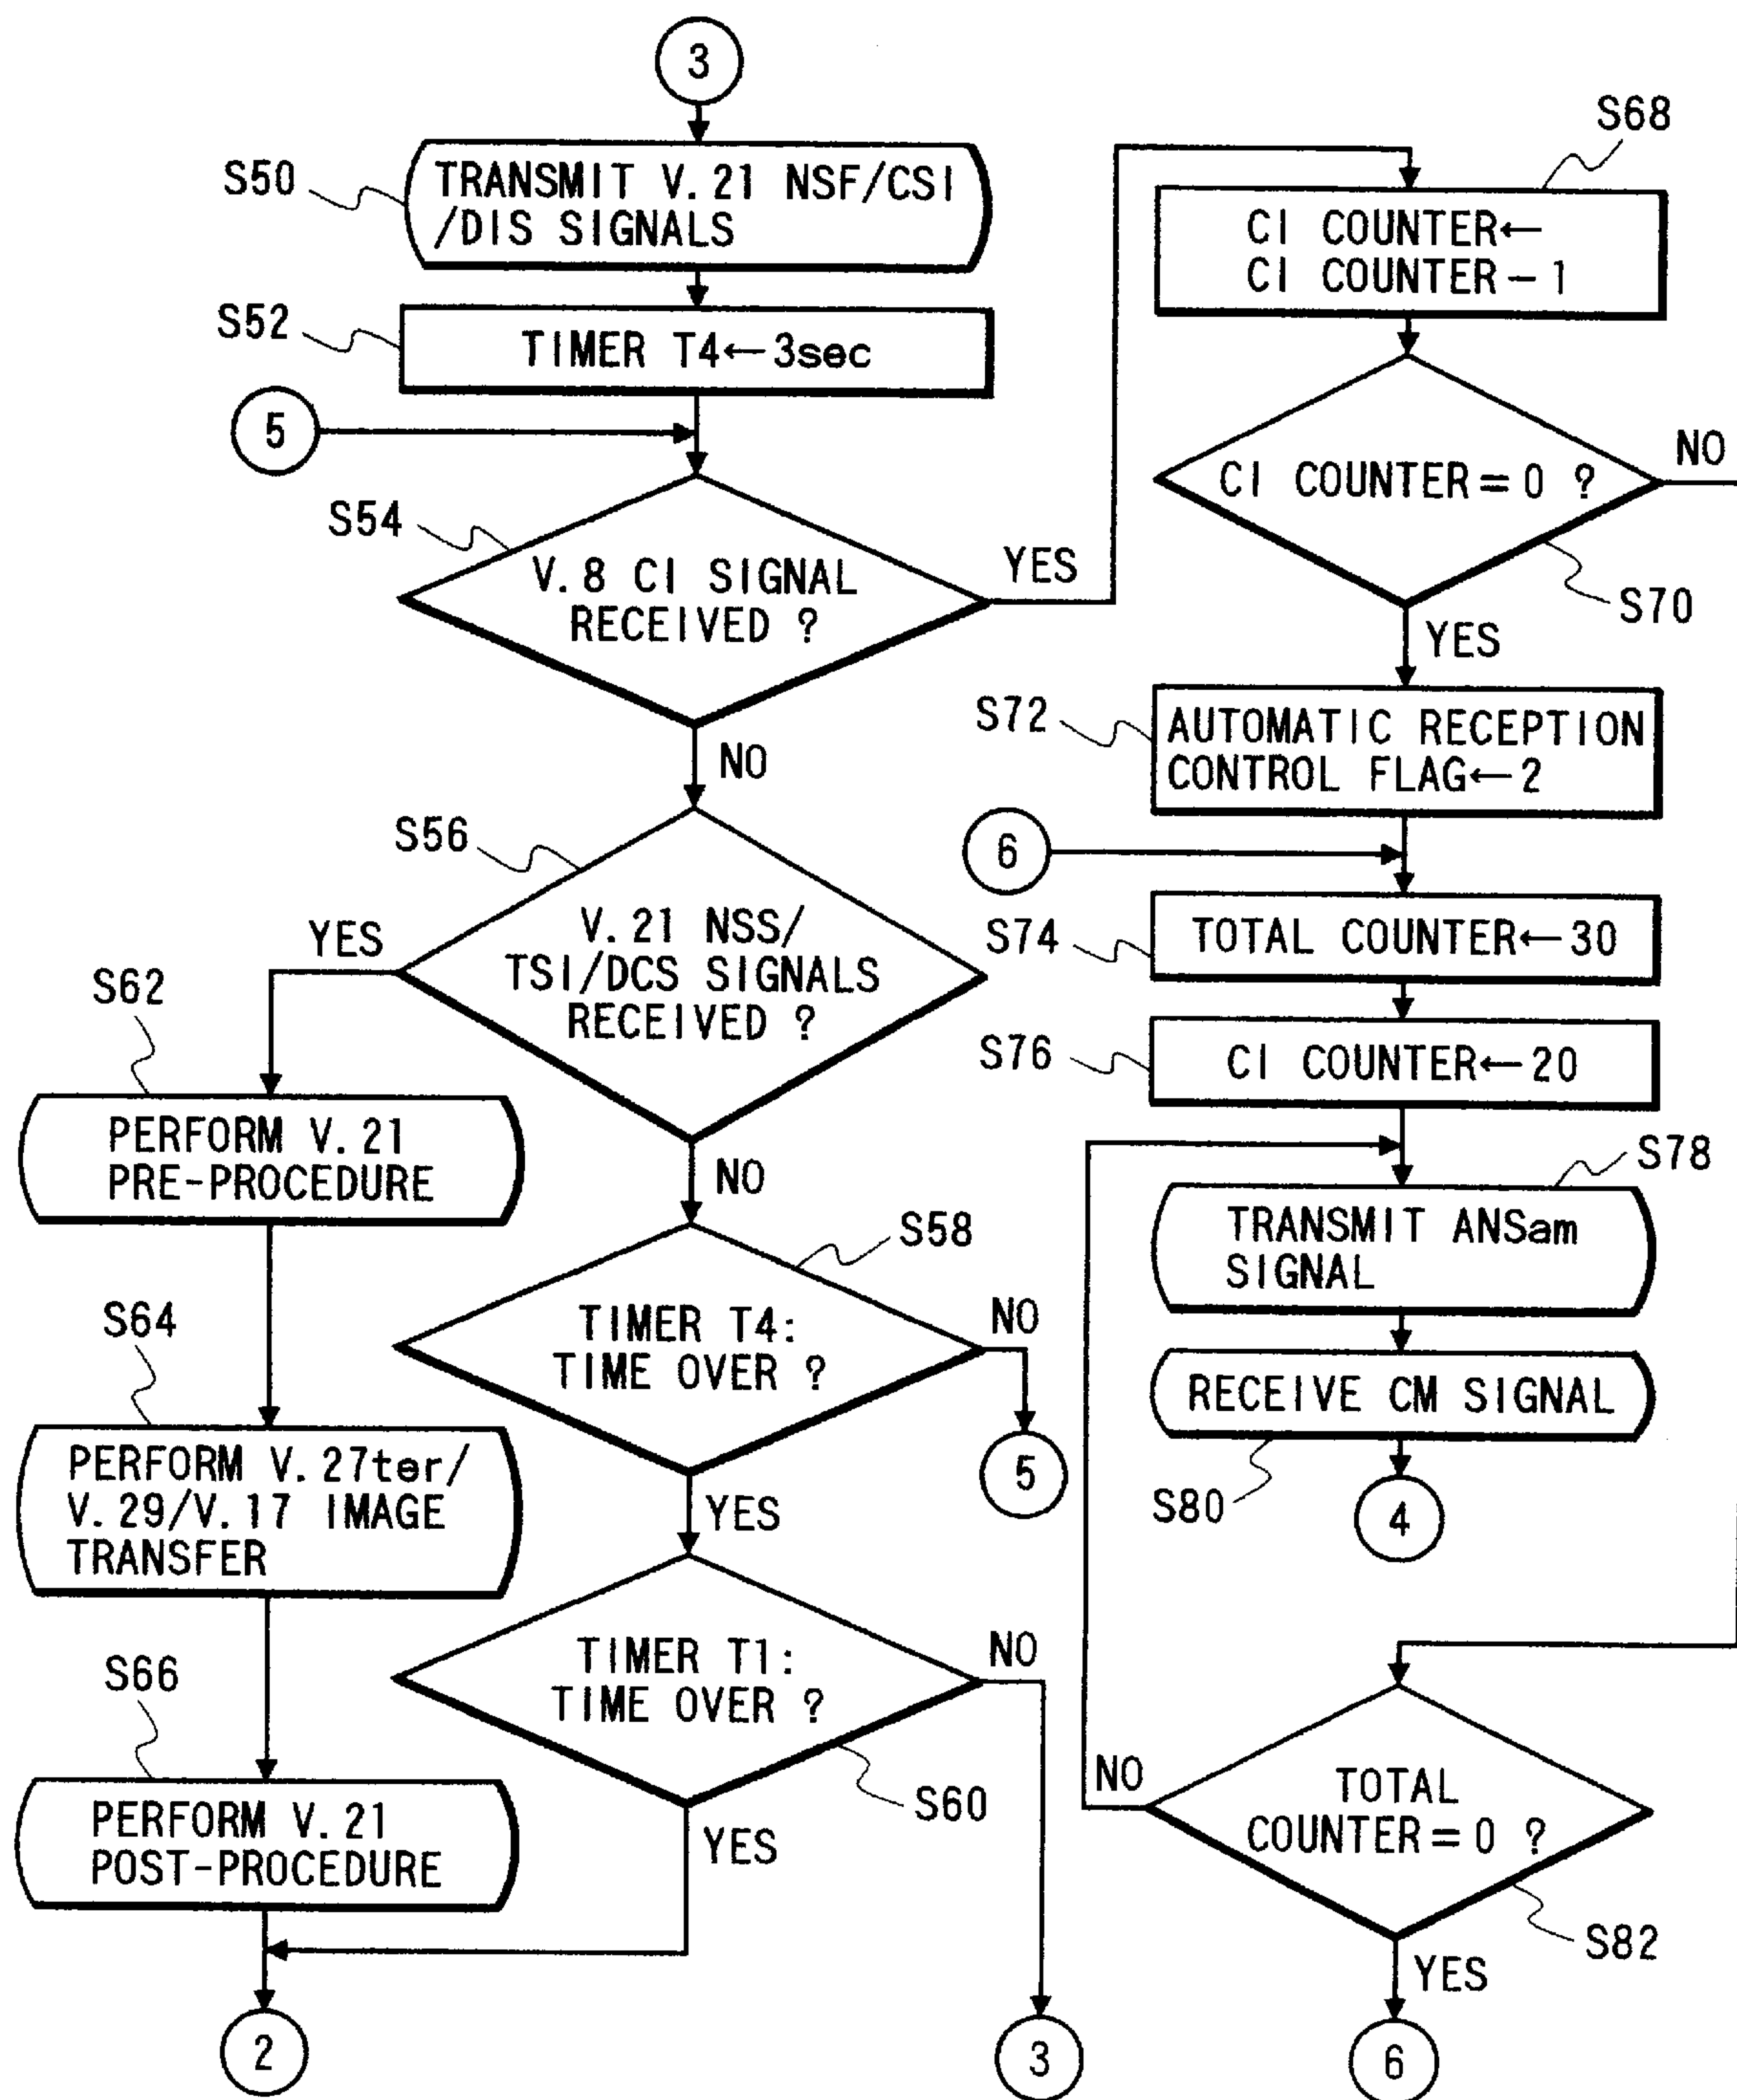 3
S50
TRANSMIT V.21 NSF/CSI
/DIS SIGNALS
S52
TIMER T4←3sec
5
S54
V.8 CI SIGNAL
RECEIVED ?
YES
NO
S56
V.21 NSS/
TSI/DCS SIGNALS
RECEIVED ?
YES
NO
S62
PERFORM V.21
PRE-PROCEDURE
S58
TIMER T4:
TIME OVER ?
NO
5
YES
S64
PERFORM V.27ter/
V.29/V.17 IMAGE
TRANSFER
TIMER T1:
TIME OVER ?
NO
S60
YES
S66
PERFORM V.21
POST-PROCEDURE
2
3
S68
CI COUNTER←
CI COUNTER-1
CI COUNTER=0 ?
NO
S70
YES
S72
AUTOMATIC RECEPTION
CONTROL FLAG←2
6
S74
TOTAL COUNTER←30
S76
CI COUNTER←20
S78
TRANSMIT ANSam
SIGNAL
RECEIVE CM SIGNAL
S80
4
NO
TOTAL
COUNTER=0 ?
S82
YES
6